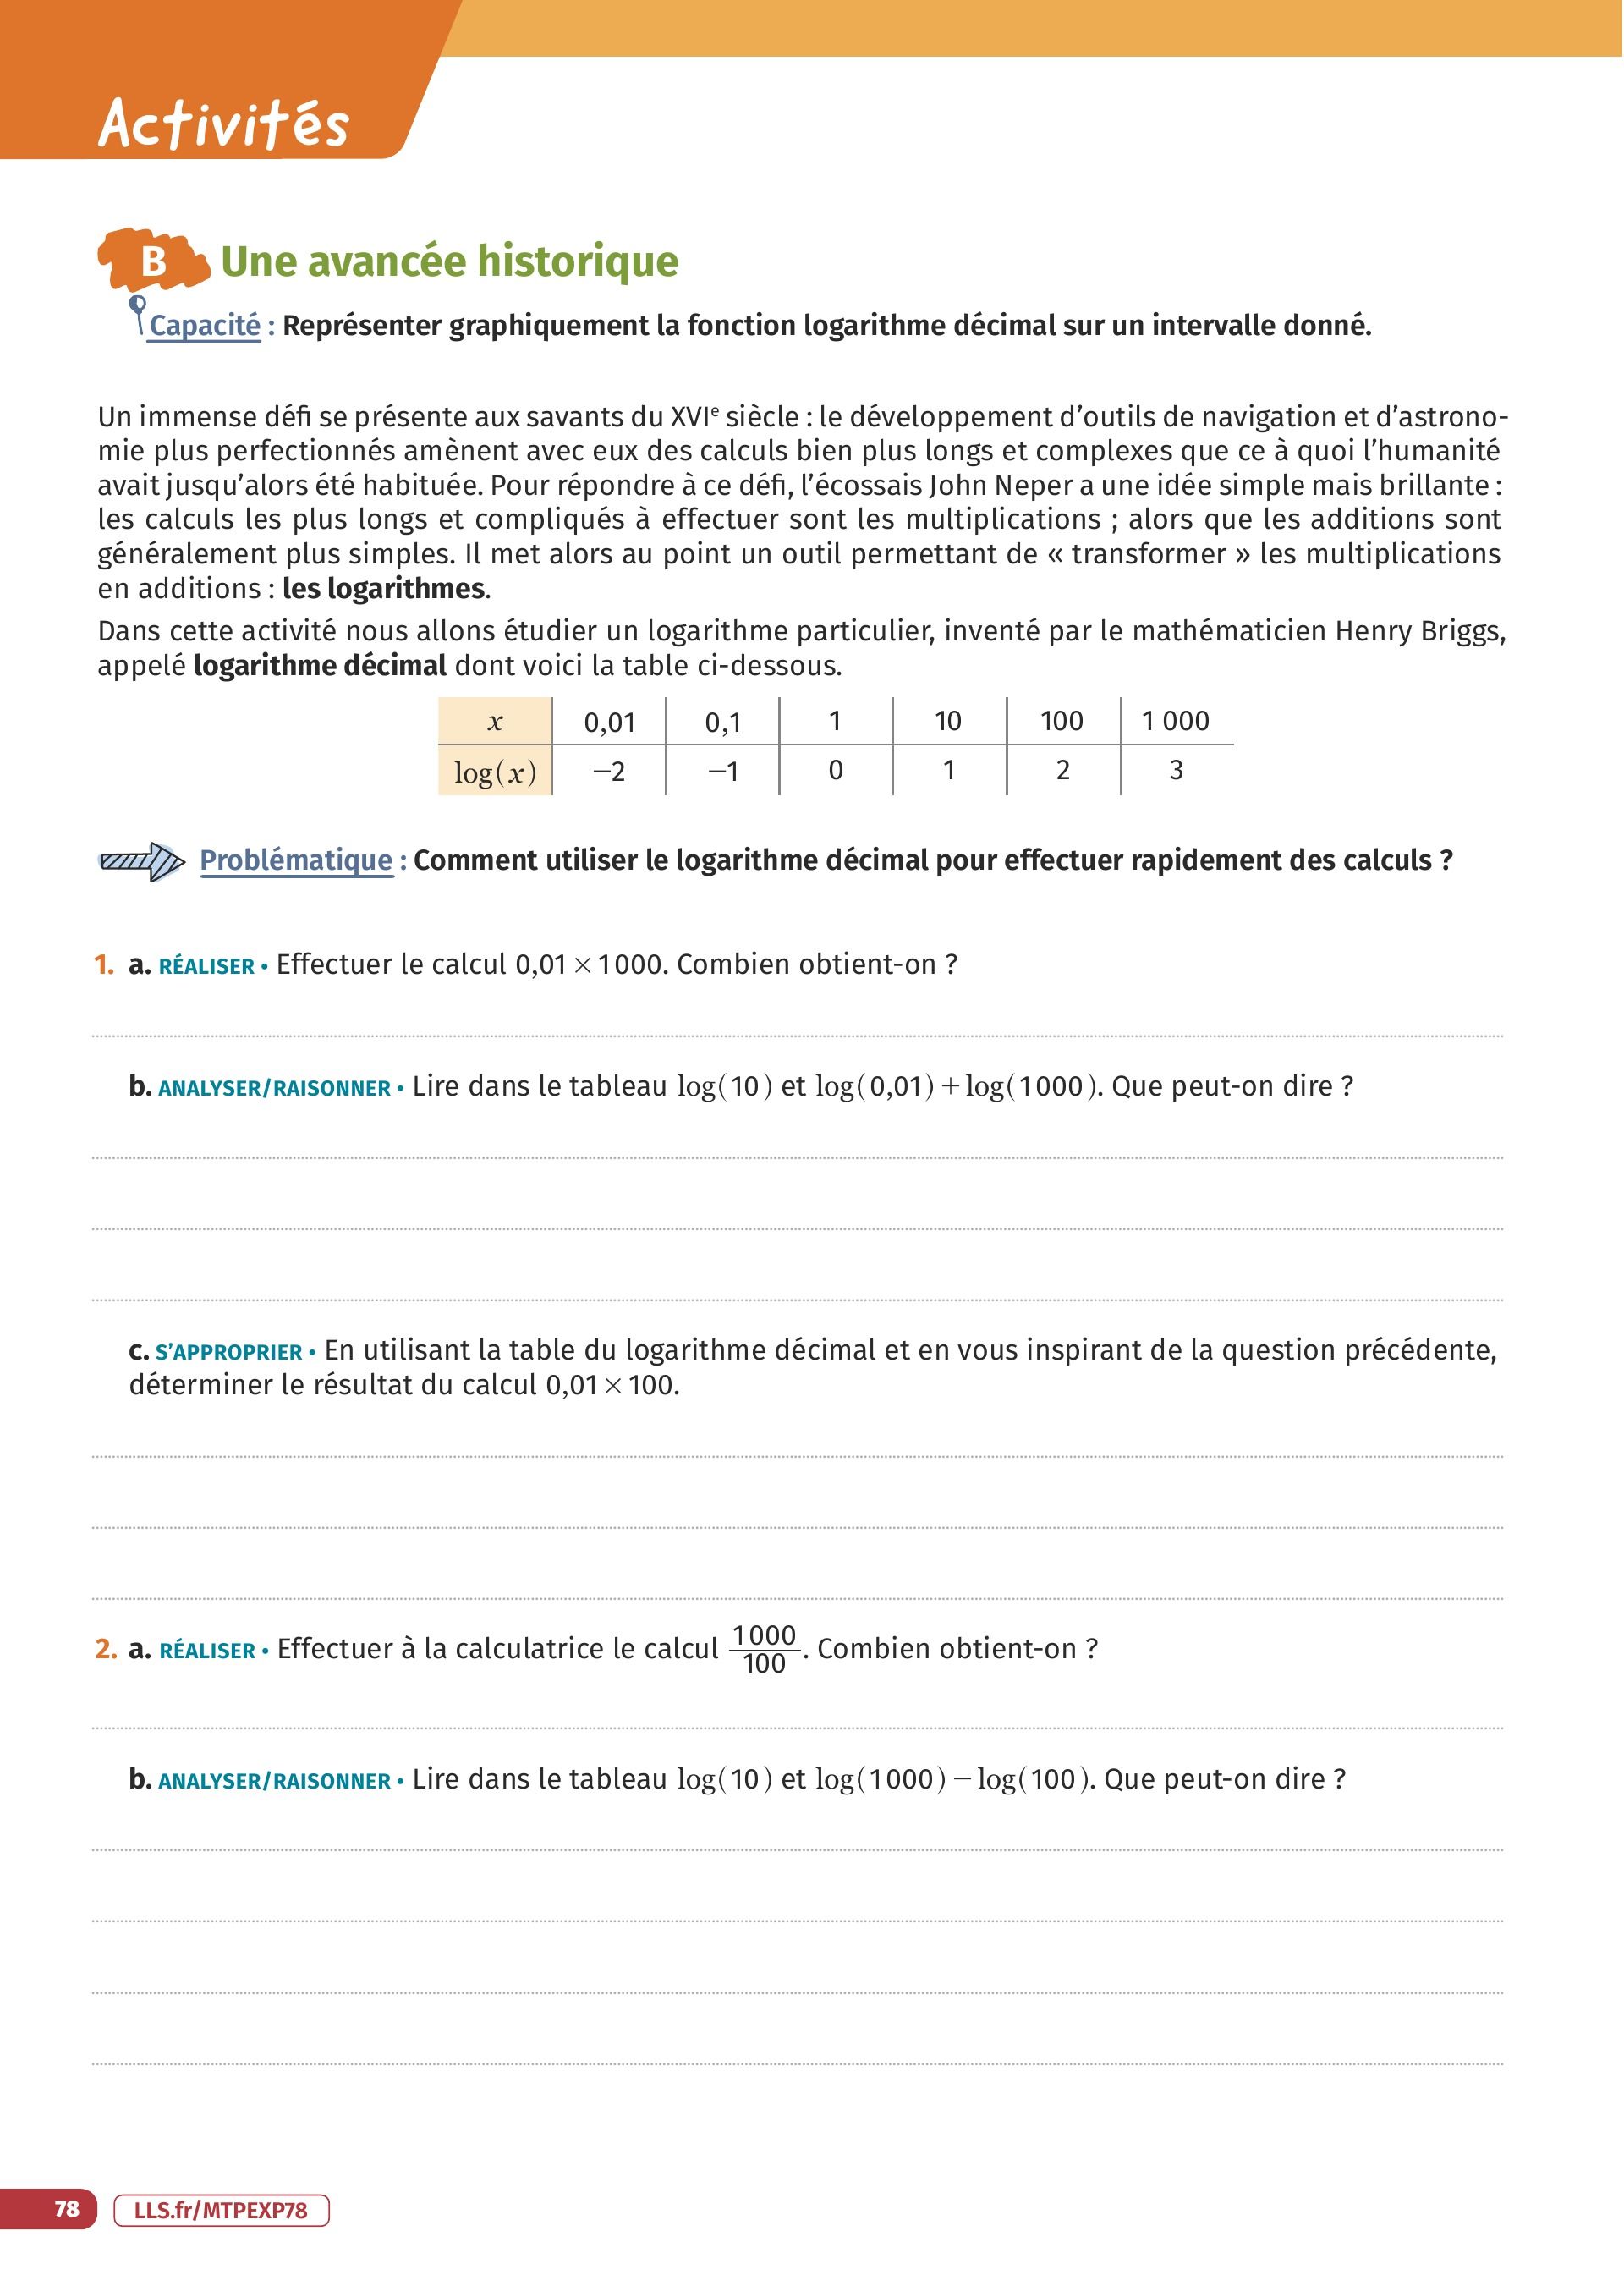 Activités
B Une avancée historique
Capacité : Représenter graphiquement la fonction logarithme décimal sur un intervalle donné.
Un immense défi se présente aux savants du XVIe siècle : le développement d'outils de navigation et d'astrono-
mie plus perfectionnés amènent avec eux des calculs bien plus longs et complexes que ce à quoi l'humanité
avait jusqu'alors été habituée. Pour répondre à ce défi, l'écossais John Neper a une idée simple mais brillante :
les calculs les plus longs et compliqués à effectuer sont les multiplications ; alors que les additions sont
généralement plus simples. Il met alors au point un outil permettant de « transformer » les multiplications
en additions : les logarithmes.
Dans cette activité nous allons étudier un logarithme particulier, inventé par le mathématicien Henry Briggs,
appelé logarithme décimal dont voici la table ci-dessous.
x 0,01 0,1 1 10 100 1 000
log(x) −2 −1 0 1 2 3
Problématique : Comment utiliser le logarithme décimal pour effectuer rapidement des calculs ?
1. a. RÉALISER • Effectuer le calcul 0,01 × 1 000. Combien obtient-on ?
b. ANALYSER/RAISONNER • Lire dans le tableau log(10) et log(0,01) + log(1 000). Que peut-on dire ?
c. S'APPROPRIER • En utilisant la table du logarithme décimal et en vous inspirant de la question précédente,
déterminer le résultat du calcul 0,01 × 100.
2. a. RÉALISER • Effectuer à la calculatrice le calcul 1 000/100. Combien obtient-on ?
b. ANALYSER/RAISONNER • Lire dans le tableau log(10) et log(1 000) − log(100). Que peut-on dire ?
78 LLS.fr/MTPEXP78